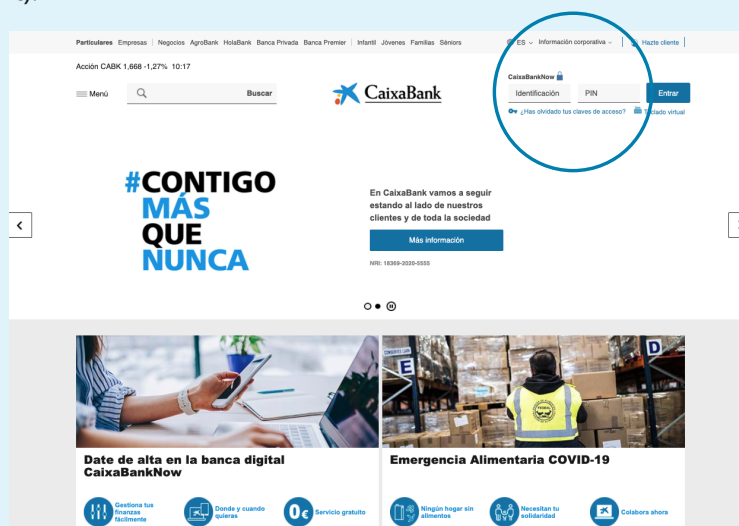 Particulares Empresas Negocios AgroBank HolaBank Banca Privada Banca Premier Infantil Jóvenes Familias Séniors ES Información corporativa Hazte cliente
Acción CABK 1,668 -1,27% 10:17
CaixaBankNow
Menú Buscar CaixaBank Identificación PIN Entrar
¿Has olvidado tus claves de acceso? Teclado virtual
#CONTIGO
MÁS
QUE
NUNCA
En CaixaBank vamos a seguir
estando al lado de nuestros
clientes y de toda la sociedad
Más información
NRI: 18369-2020-5555
E
D
Date de alta en la banca digital
CaixaBankNow
Gestiona tus
finanzas
fácilmente
Donde y cuando
quieras
0€ Servicio gratuito
Emergencia Alimentaria COVID-19
Ningún hogar sin
alimentos
Necesitan tu
solidaridad
Colabora ahora